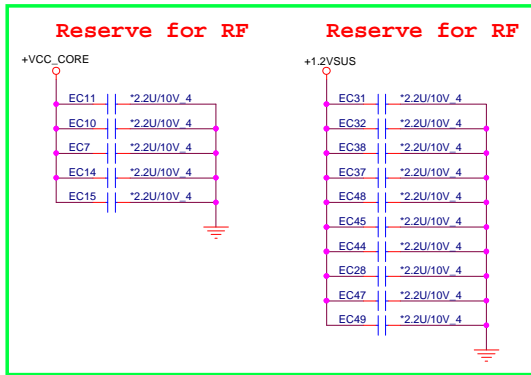 Reserve for RF
+VCC_CORE
EC11 *2.2U/10V_4
EC10 *2.2U/10V_4
EC7 *2.2U/10V_4
EC14 *2.2U/10V_4
EC15 *2.2U/10V_4
Reserve for RF
+1.2VSUS
EC31 *2.2U/10V_4
EC32 *2.2U/10V_4
EC38 *2.2U/10V_4
EC37 *2.2U/10V_4
EC48 *2.2U/10V_4
EC45 *2.2U/10V_4
EC44 *2.2U/10V_4
EC28 *2.2U/10V_4
EC47 *2.2U/10V_4
EC49 *2.2U/10V_4